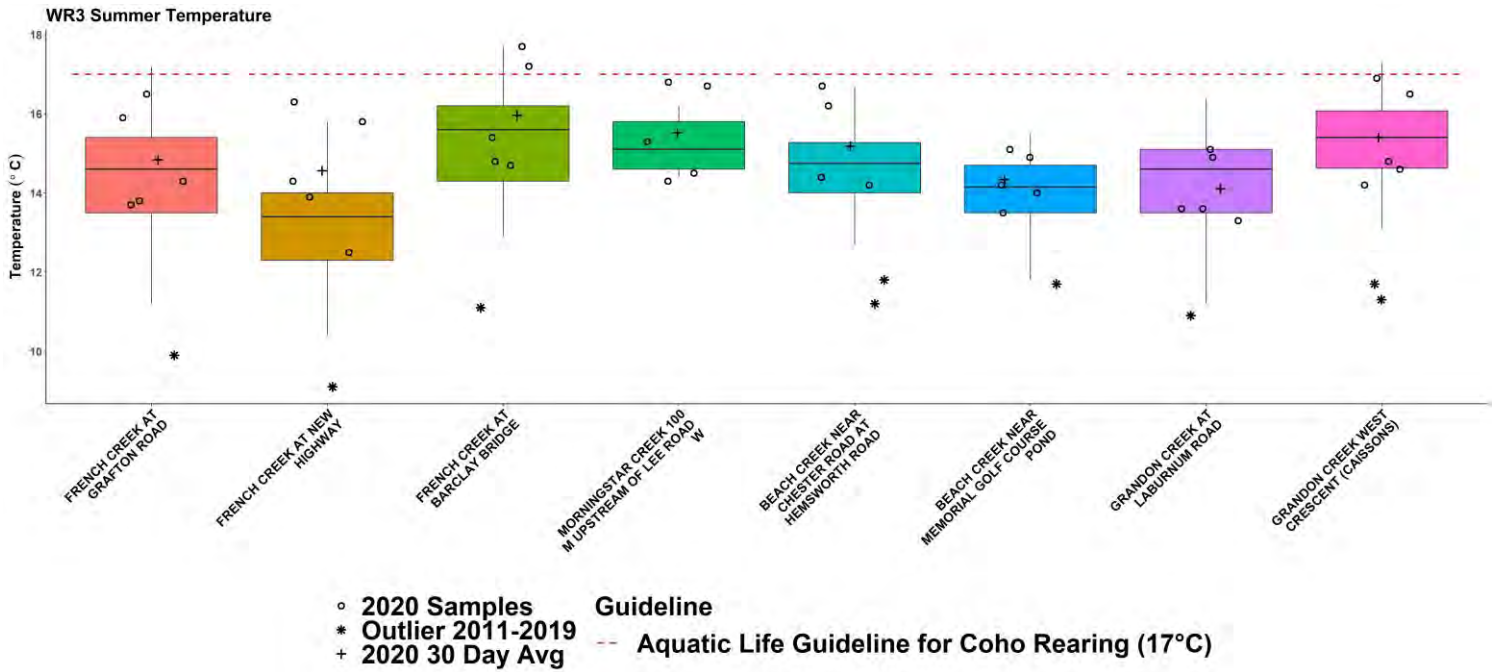 WR3 Summer Temperature
18
16
14
12
10
Temperature (° C)
FRENCH CREEK AT
GRAFTON ROAD
FRENCH CREEK AT NEW
HIGHWAY
FRENCH CREEK AT
BARCLAY BRIDGE
MORNINGSTAR CREEK 100
M UPSTREAM OF LEE ROAD
W
BEACH CREEK NEAR
CHESTER ROAD AT
HEMSWORTH ROAD
BEACH CREEK NEAR
MEMORIAL GOLF COURSE
POND
GRANDON CREEK AT
LABURNUM ROAD
GRANDON CREEK WEST
CRESCENT (CAISSONS)
2020 Samples
Outlier 2011-2019
2020 30 Day Avg
Guideline
Aquatic Life Guideline for Coho Rearing (17°C)